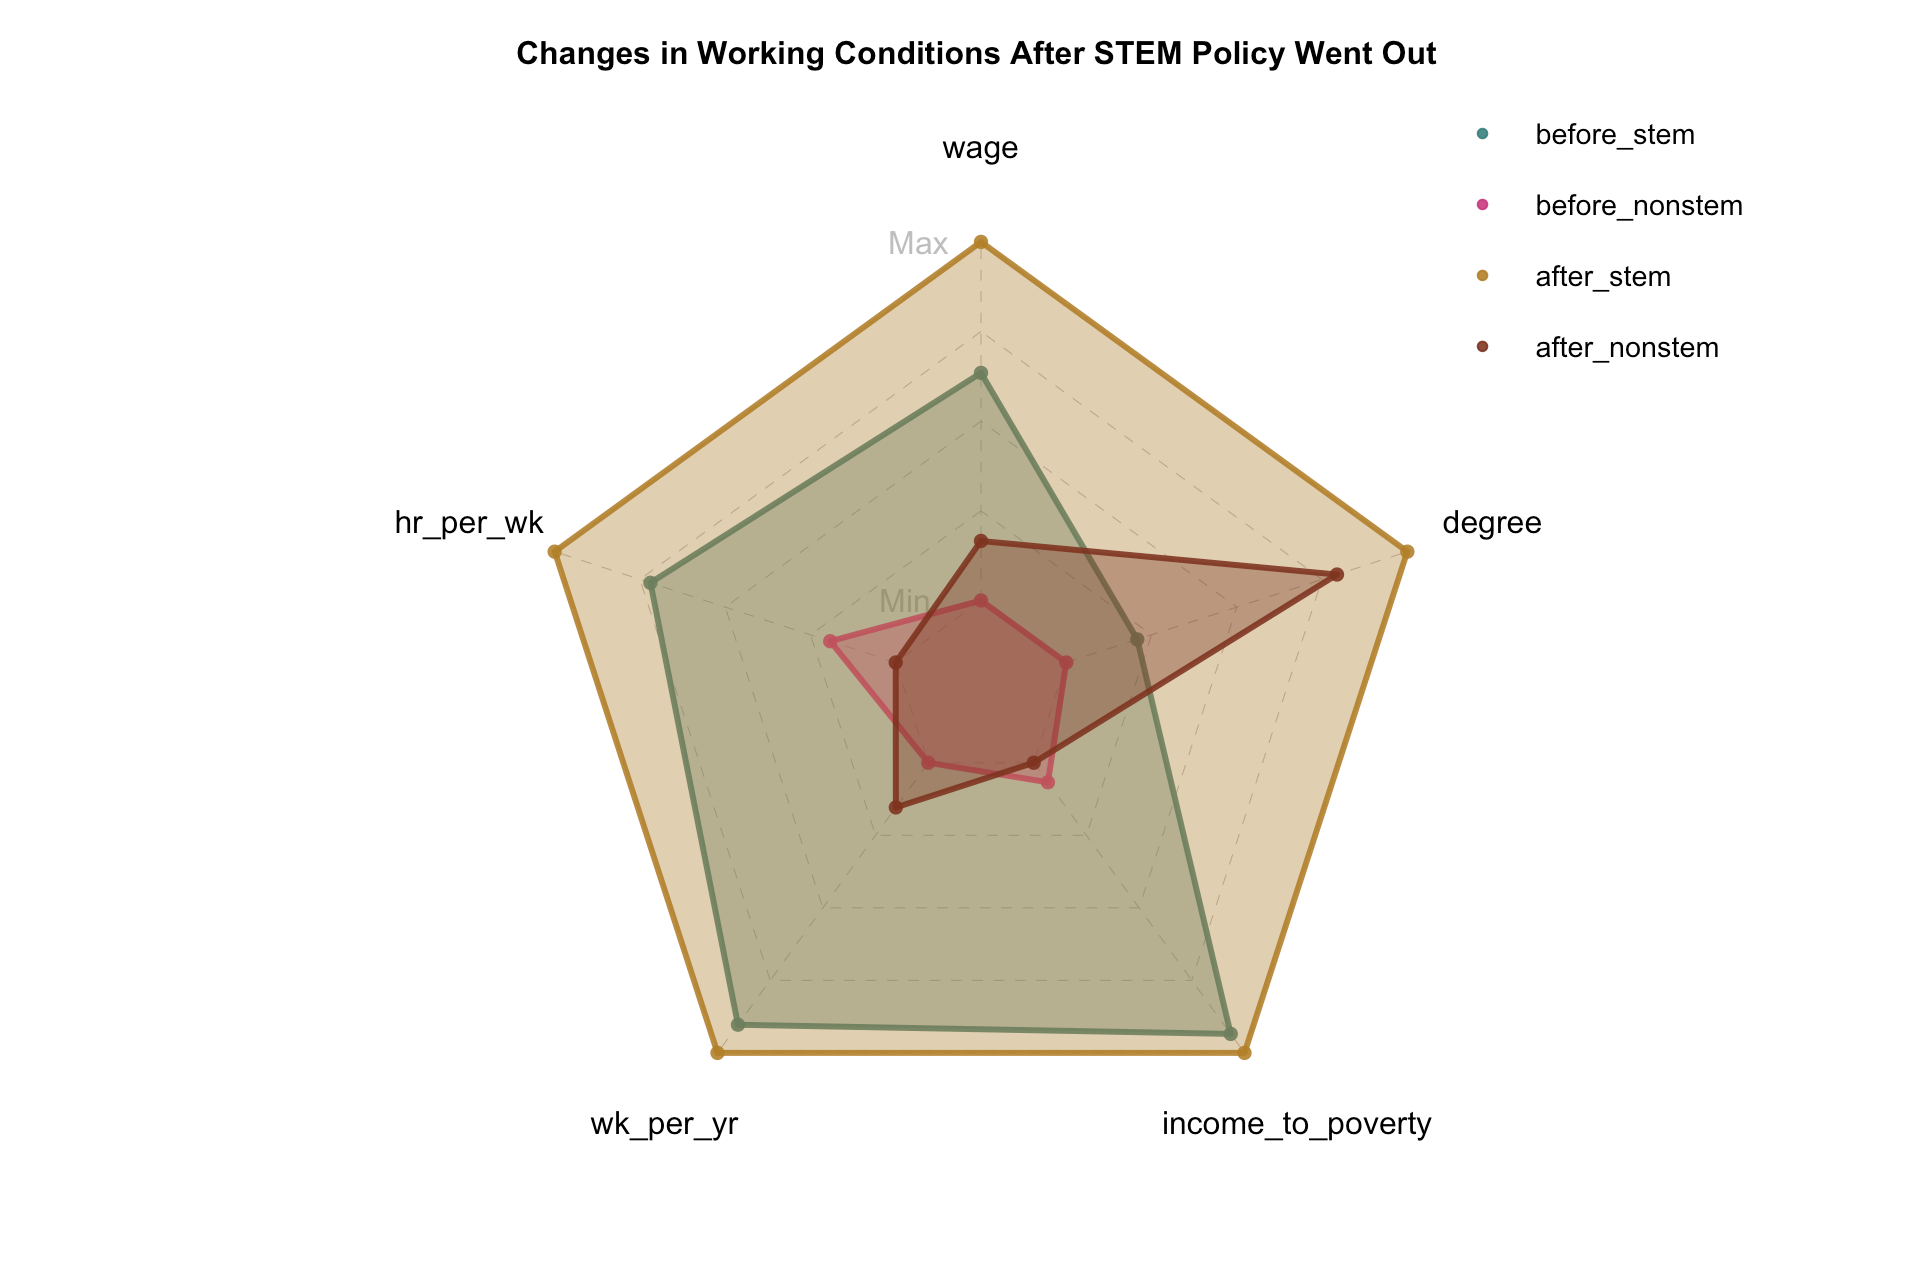 Changes in Working Conditions After STEM Policy Went Out
before_stem
before_nonstem
after_stem
after_nonstem
wage
Max
hr_per_wk
degree
Min
wk_per_yr
income_to_poverty